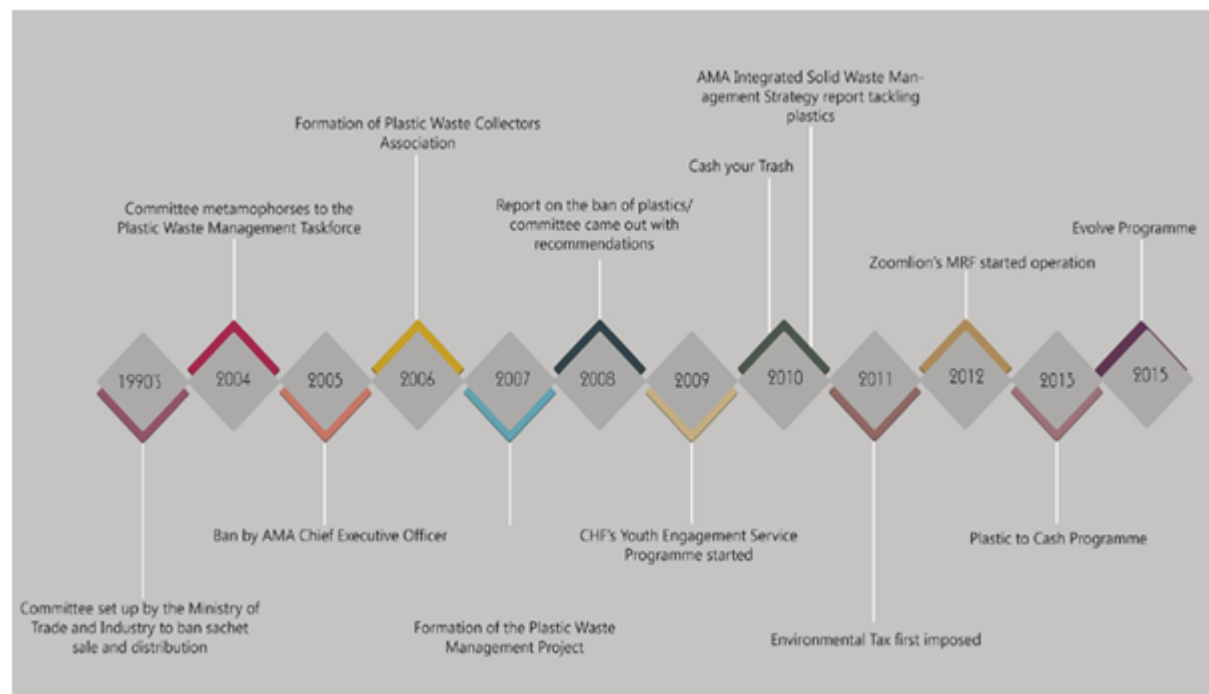 AMA Integrated Solid Waste Man-
agement Strategy report tackling
plastics
Formation of Plastic Waste Collectors
Association
Cash your Trash
Committee metamophorses to the
Plastic Waste Management Taskforce
Report on the ban of plastics/
committee came out with
recommendations
Evolve Programme
Zoomlion's MRF started operation
1990's
2004
2005
2006
2007
2008
2009
2010
2011
2012
2013
2015
Ban by AMA Chief Executive Officer
CHF's Youth Engagement Service
Programme started
Plastic to Cash Programme
Committee set up by the Ministry of
Trade and Industry to ban sachet
sale and distribution
Formation of the Plastic Waste
Management Project
Environmental Tax first imposed